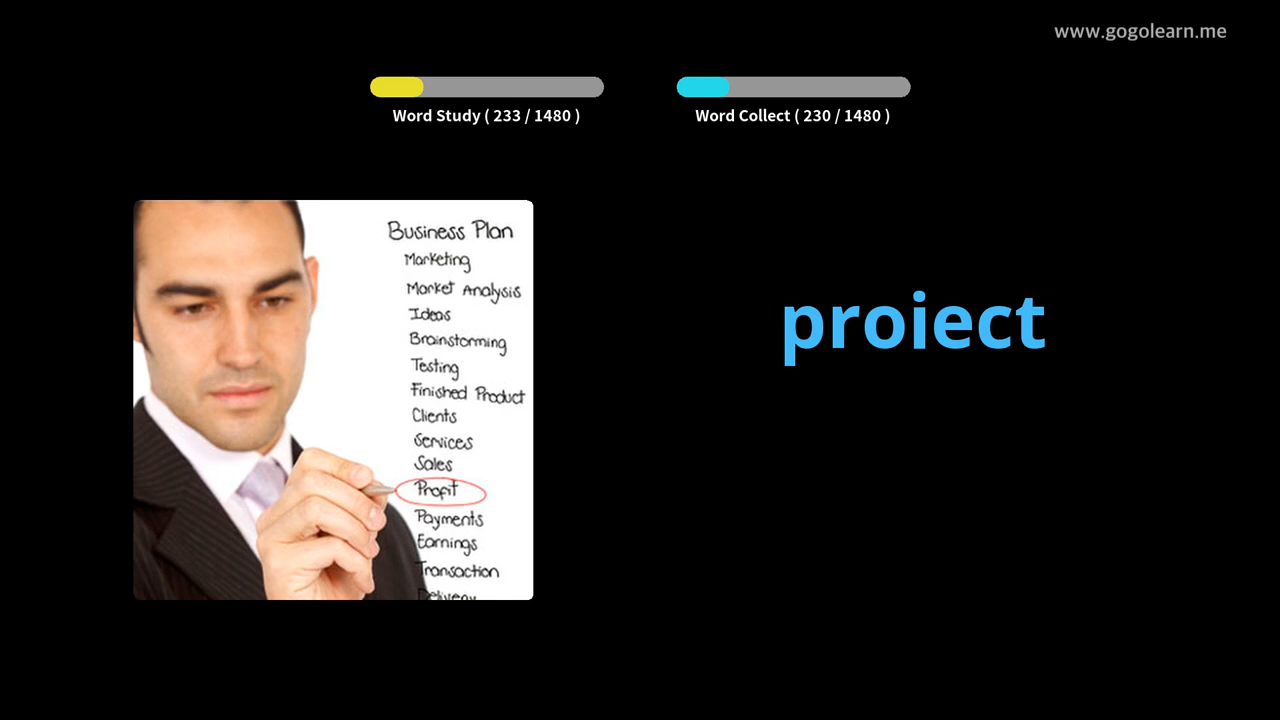 www.gogolearn.me
Word Study ( 233 / 1480 )
Word Collect ( 230 / 1480 )
Business Plan
Marketing
Market Analysis
Ideas
Brainstorming
Testing
Finished Product
Clients
Services
Sales
Profit
Payments
Earnings
Transaction
Delivery
proiect